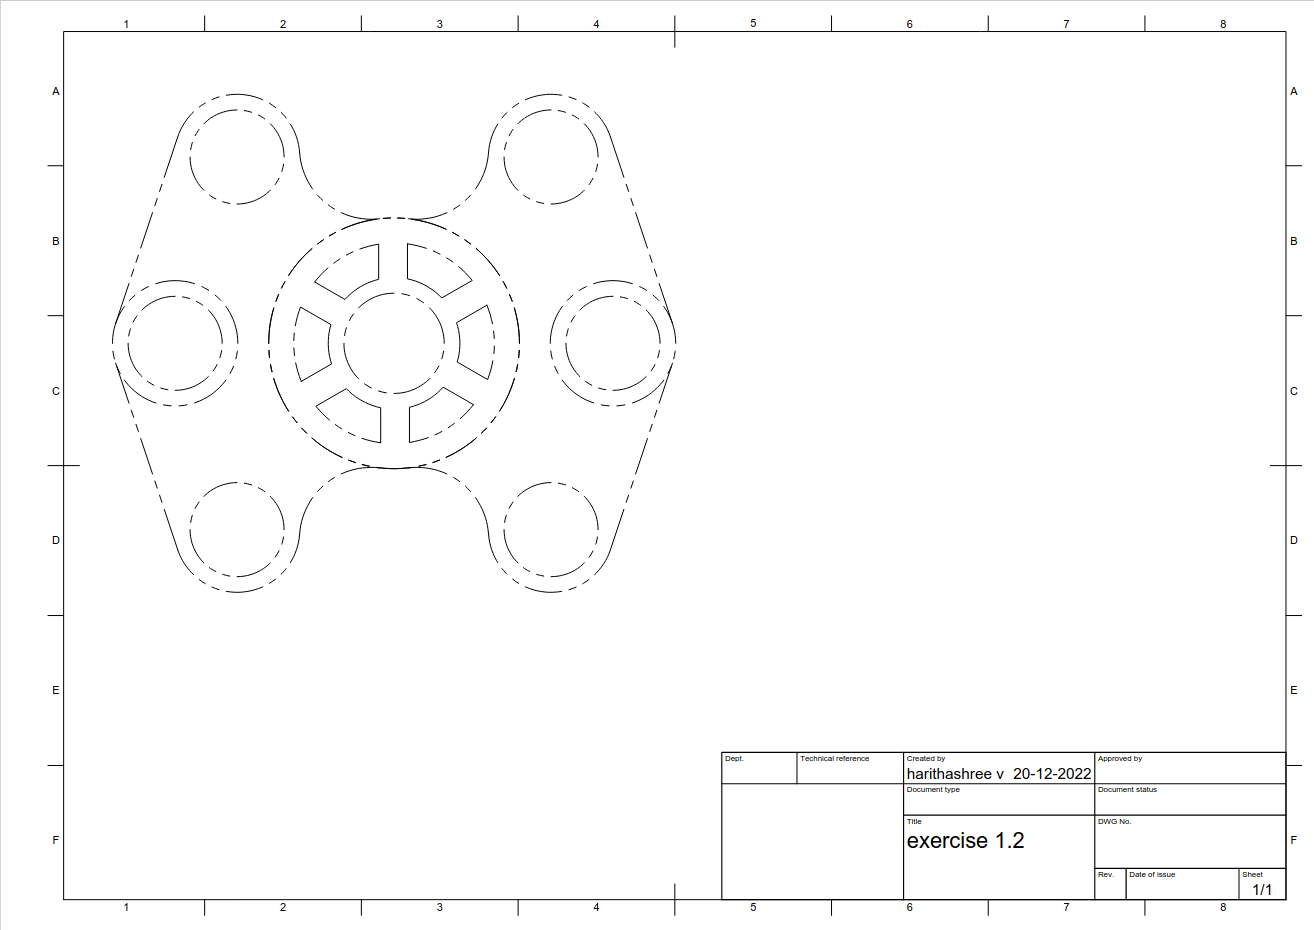 1 2 3 4 5 6 7 8
A A
B B
C C
D D
E E
Dept. Technical reference Created by Approved by
harithashree v 20-12-2022
Document type Document status
Title DWG No.
F exercise 1.2 F
Rev. Date of issue Sheet
1/1
1 2 3 4 5 6 7 8